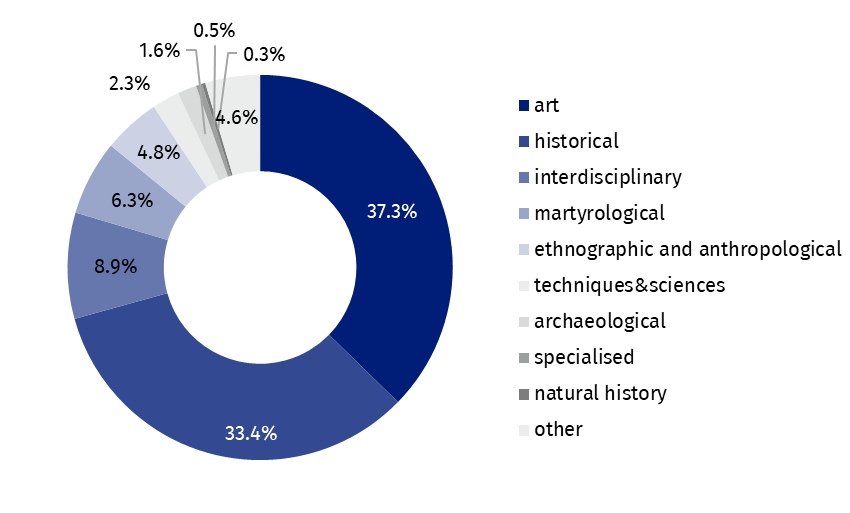 0.5%
1.6%
0.3%
2.3%
4.6%
4.8%
37.3%
6.3%
8.9%
33.4%
art
historical
interdisciplinary
martyrological
ethnographic and anthropological
techniques&sciences
archaeological
specialised
natural history
other